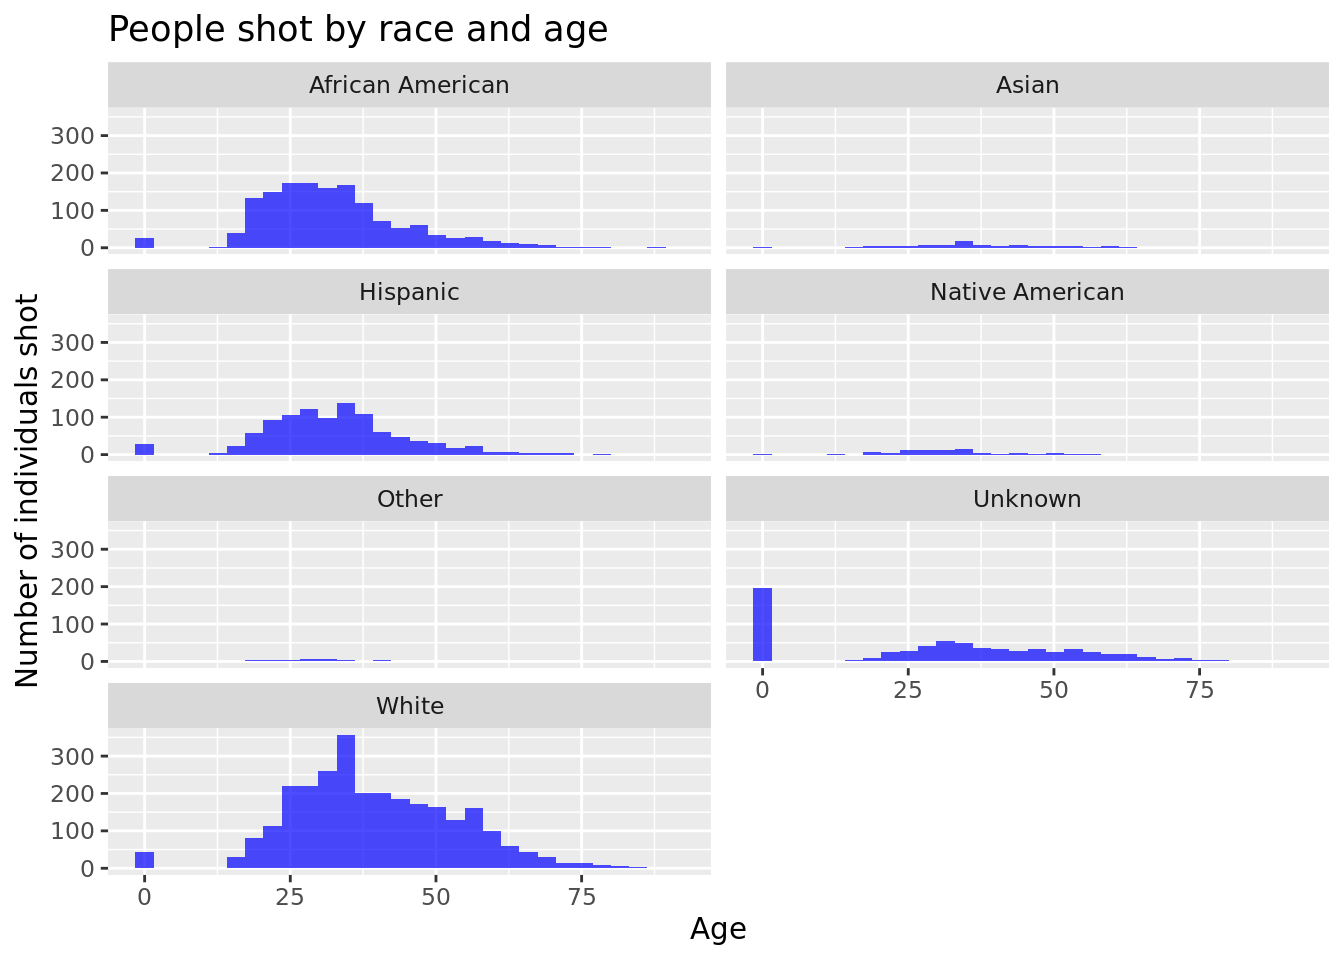 People shot by race and age
African American
Asian
300
200
100
0
Hispanic
Native American
300
200
100
0
Other
Unknown
300
200
100
0
0 25 50 75
White
300
200
100
0
0 25 50 75
Number of individuals shot
Age